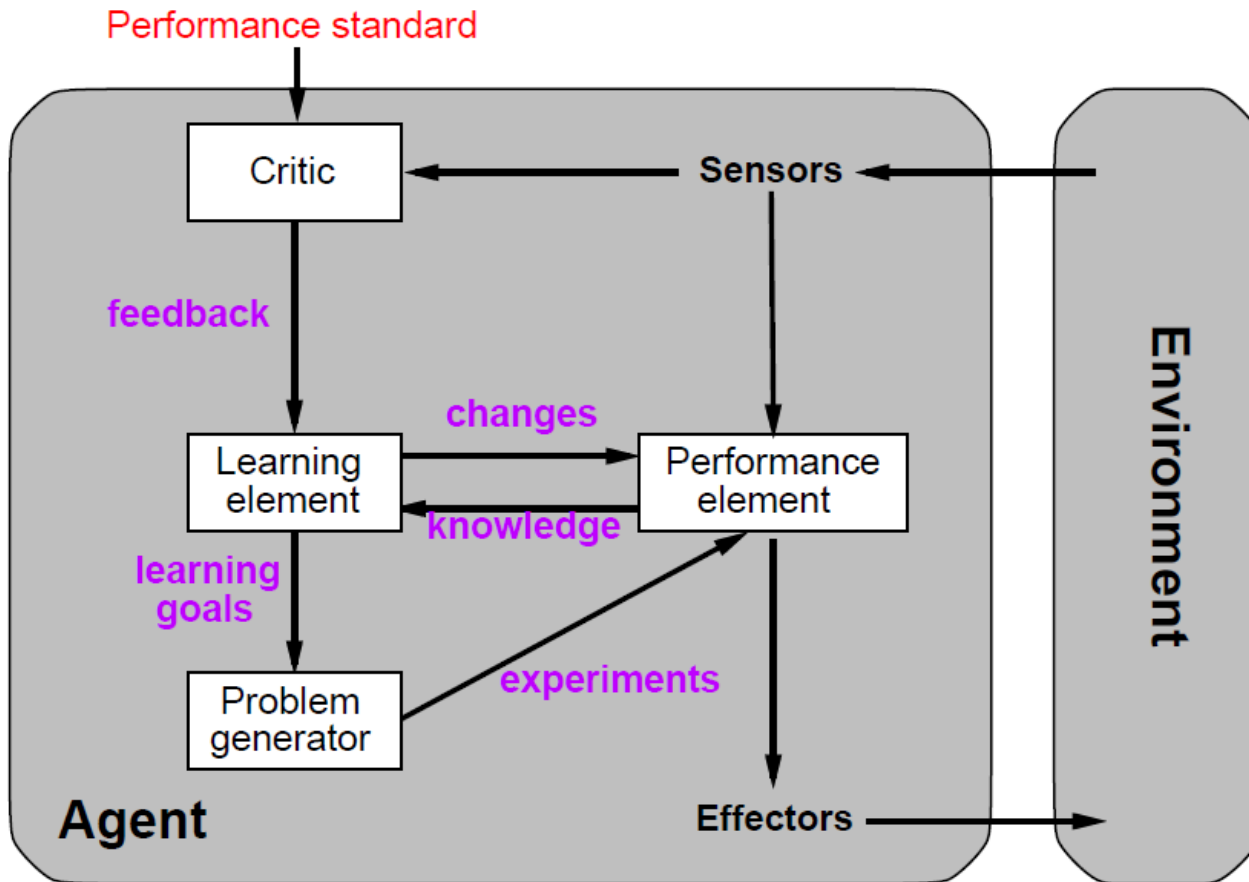 Performance standard
Critic
Sensors
feedback
changes
Learning
element
Performance
element
knowledge
learning
goals
experiments
Problem
generator
Agent
Effectors
Environment